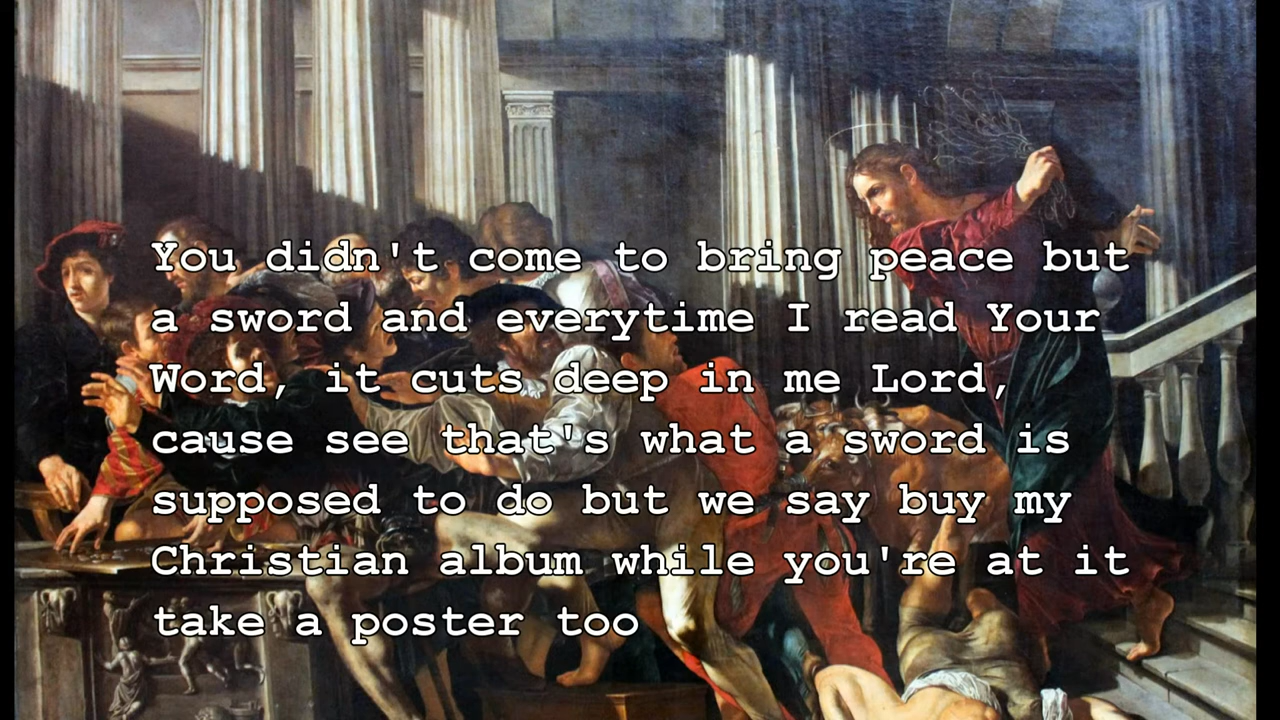 You didn't come to bring peace but
a sword and everytime I read Your
Word, it cuts deep in me Lord,
cause see that's what a sword is
supposed to do but we say buy my
Christian album while you're at it
take a poster too